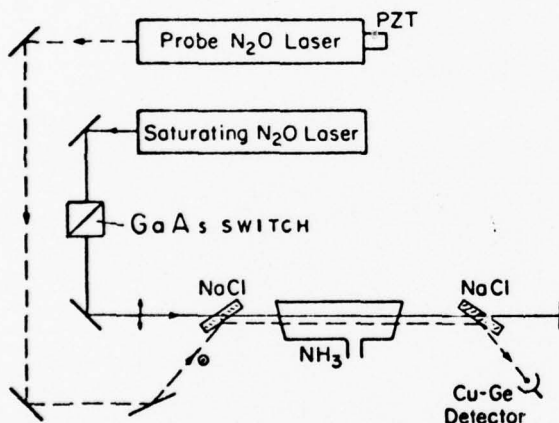 PZT
Probe N₂O Laser
Saturating N₂O Laser
GaAs SWITCH
NaCl
NaCl
NH₃
Cu-Ge
Detector